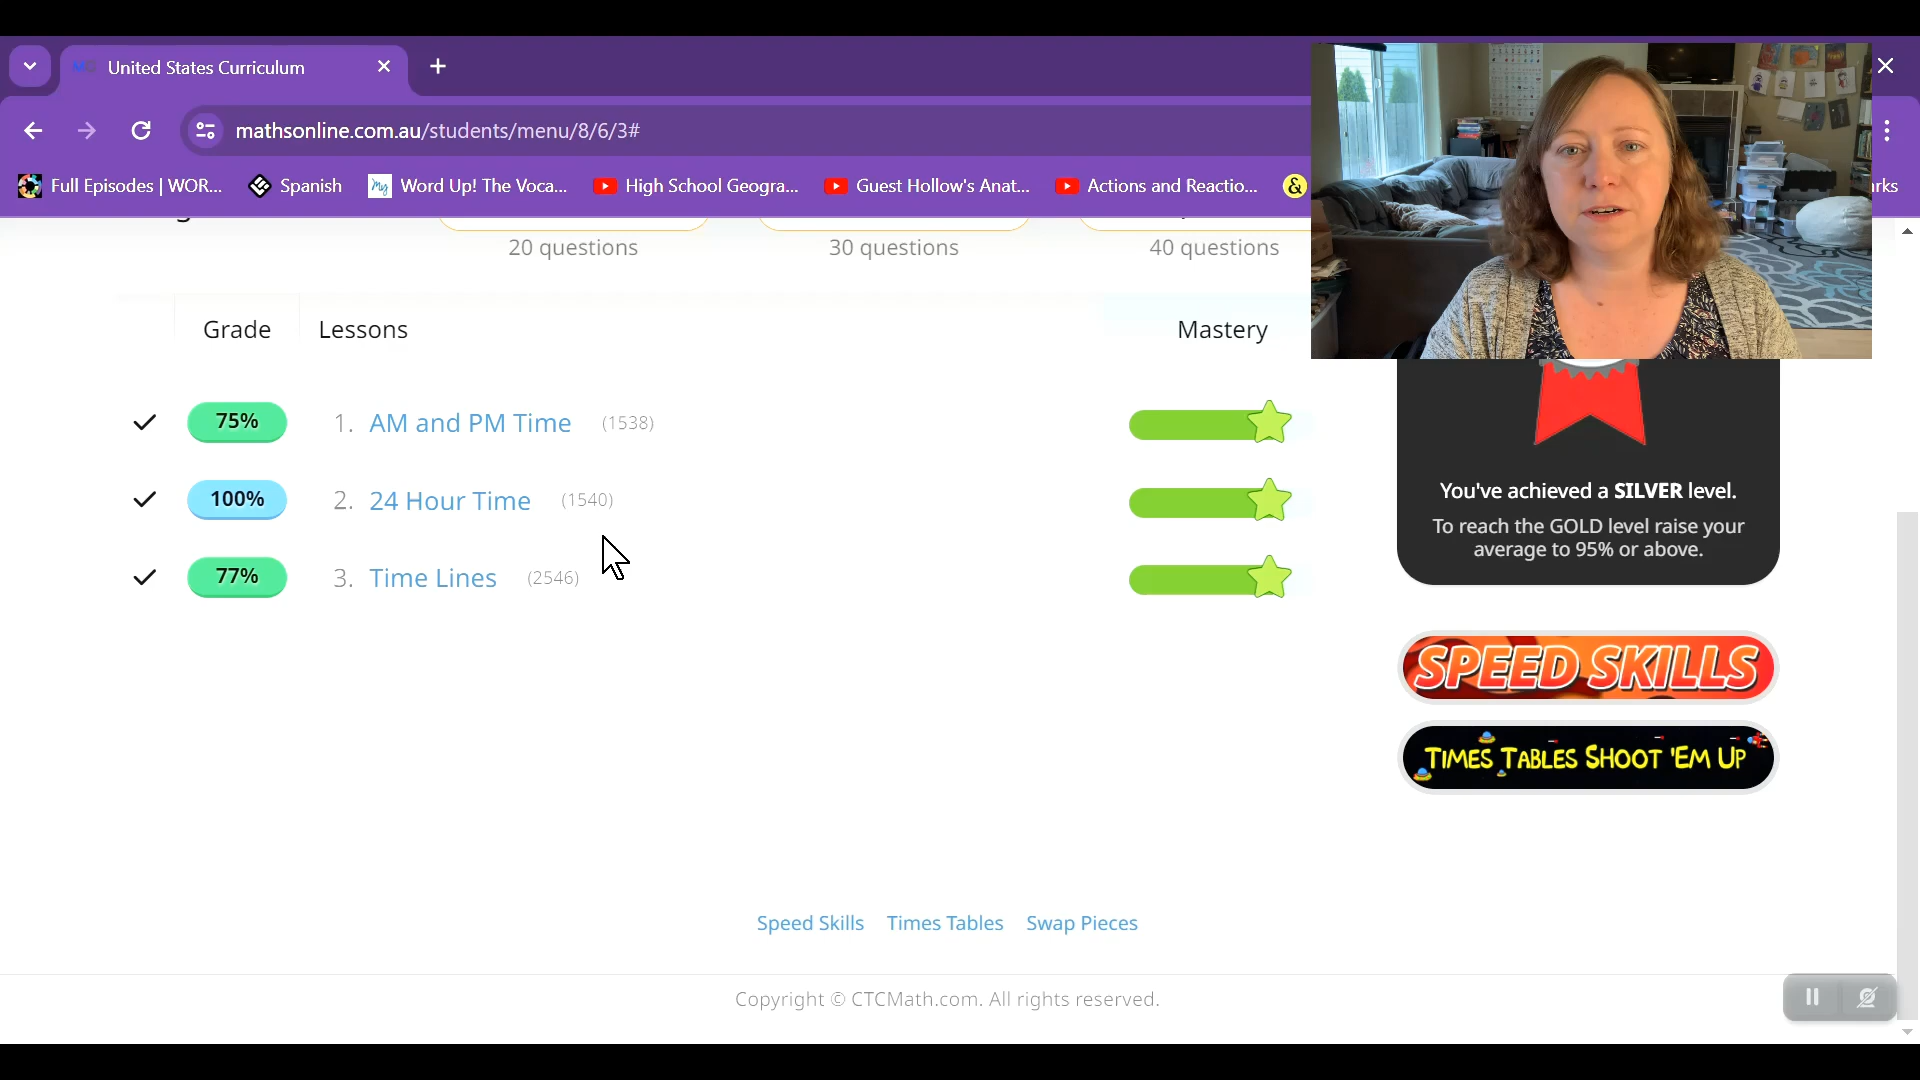 United States Curriculum
mathsonline.com.au/students/menu/8/6/3#
Full Episodes | WOR... Spanish Word Up! The Voca... High School Geogra... Guest Hollow's Anat... Actions and Reactio... & rks
20 questions 30 questions 40 questions
Grade Lessons Mastery
75% 1. AM and PM Time (1538)
100% 2. 24 Hour Time (1540)
77% 3. Time Lines (2546)
You've achieved a SILVER level.
To reach the GOLD level raise your
average to 95% or above.
SPEED SKILLS
TIMES TABLES SHOOT 'EM UP
Speed Skills Times Tables Swap Pieces
Copyright © CTCMath.com. All rights reserved.